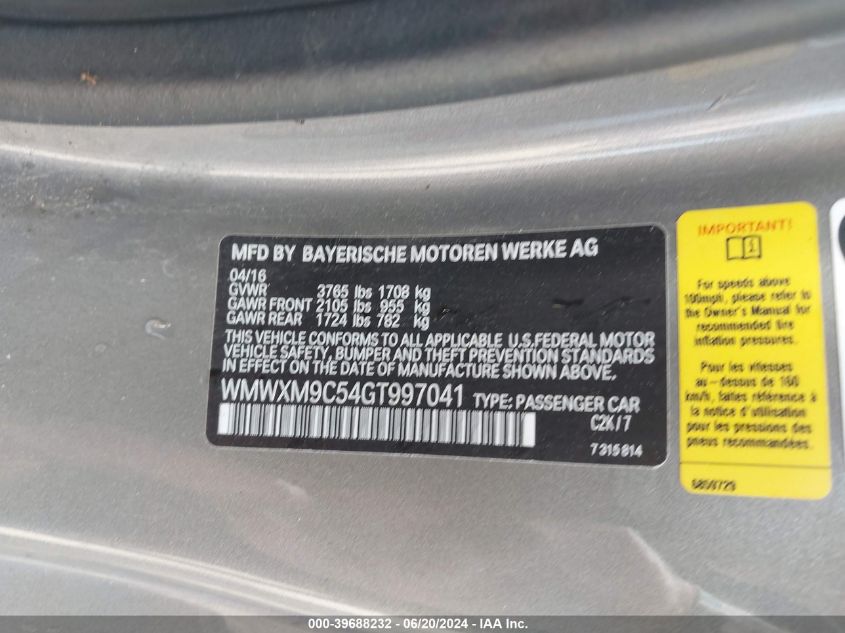 MFD BY BAYERISCHE MOTOREN WERKE AG
04/16
GVWR 3765 lbs 1708 kg
GAWR FRONT 2105 lbs 955 kg
GAWR REAR 1724 lbs 782 kg
THIS VEHICLE CONFORMS TO ALL APPLICABLE U.S.FEDERAL MOTOR
VEHICLE SAFETY, BUMPER, AND THEFT PREVENTION STANDARDS
IN EFFECT ON THE DATE OF MANUFACTURE SHOWN ABOVE.
WMWXM9C54GT997041 TYPE: PASSENGER CAR
C2K/7
7315814
IMPORTANT!
For speeds above
100mph, please refer to
the Owner's Manual for
recommended tire
inflation pressures.
Pour les vitesses
au-dessus de 160
km/h, faites référence à
la notice d'utilisation
pour les pressions des
pneus recommandées.
6859729
000-39688232 - 06/20/2024 - IAA Inc.